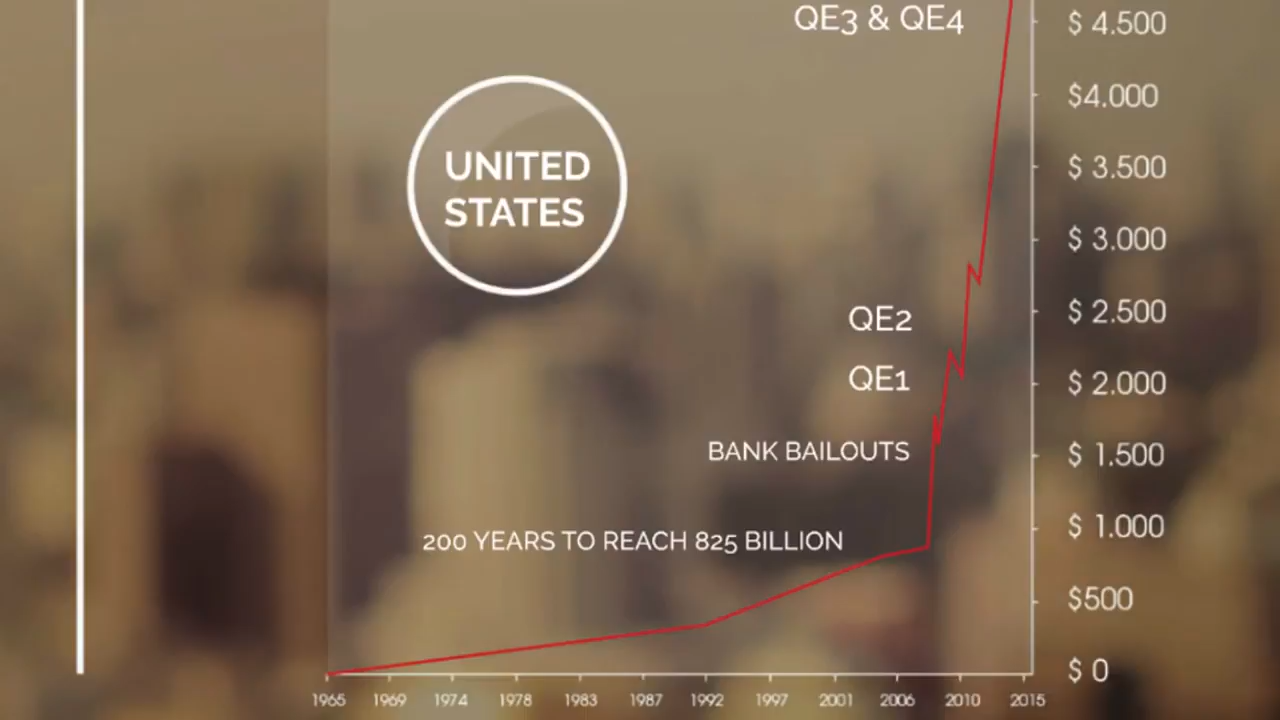 QE3 & QE4
UNITED
STATES
QE2
QE1
BANK BAILOUTS
200 YEARS TO REACH 825 BILLION
$ 4.500
$4.000
$ 3.500
$ 3.000
$ 2.500
$ 2.000
$ 1.500
$ 1.000
$500
$ 0
1965 1969 1974 1978 1983 1987 1992 1997 2001 2006 2010 2015